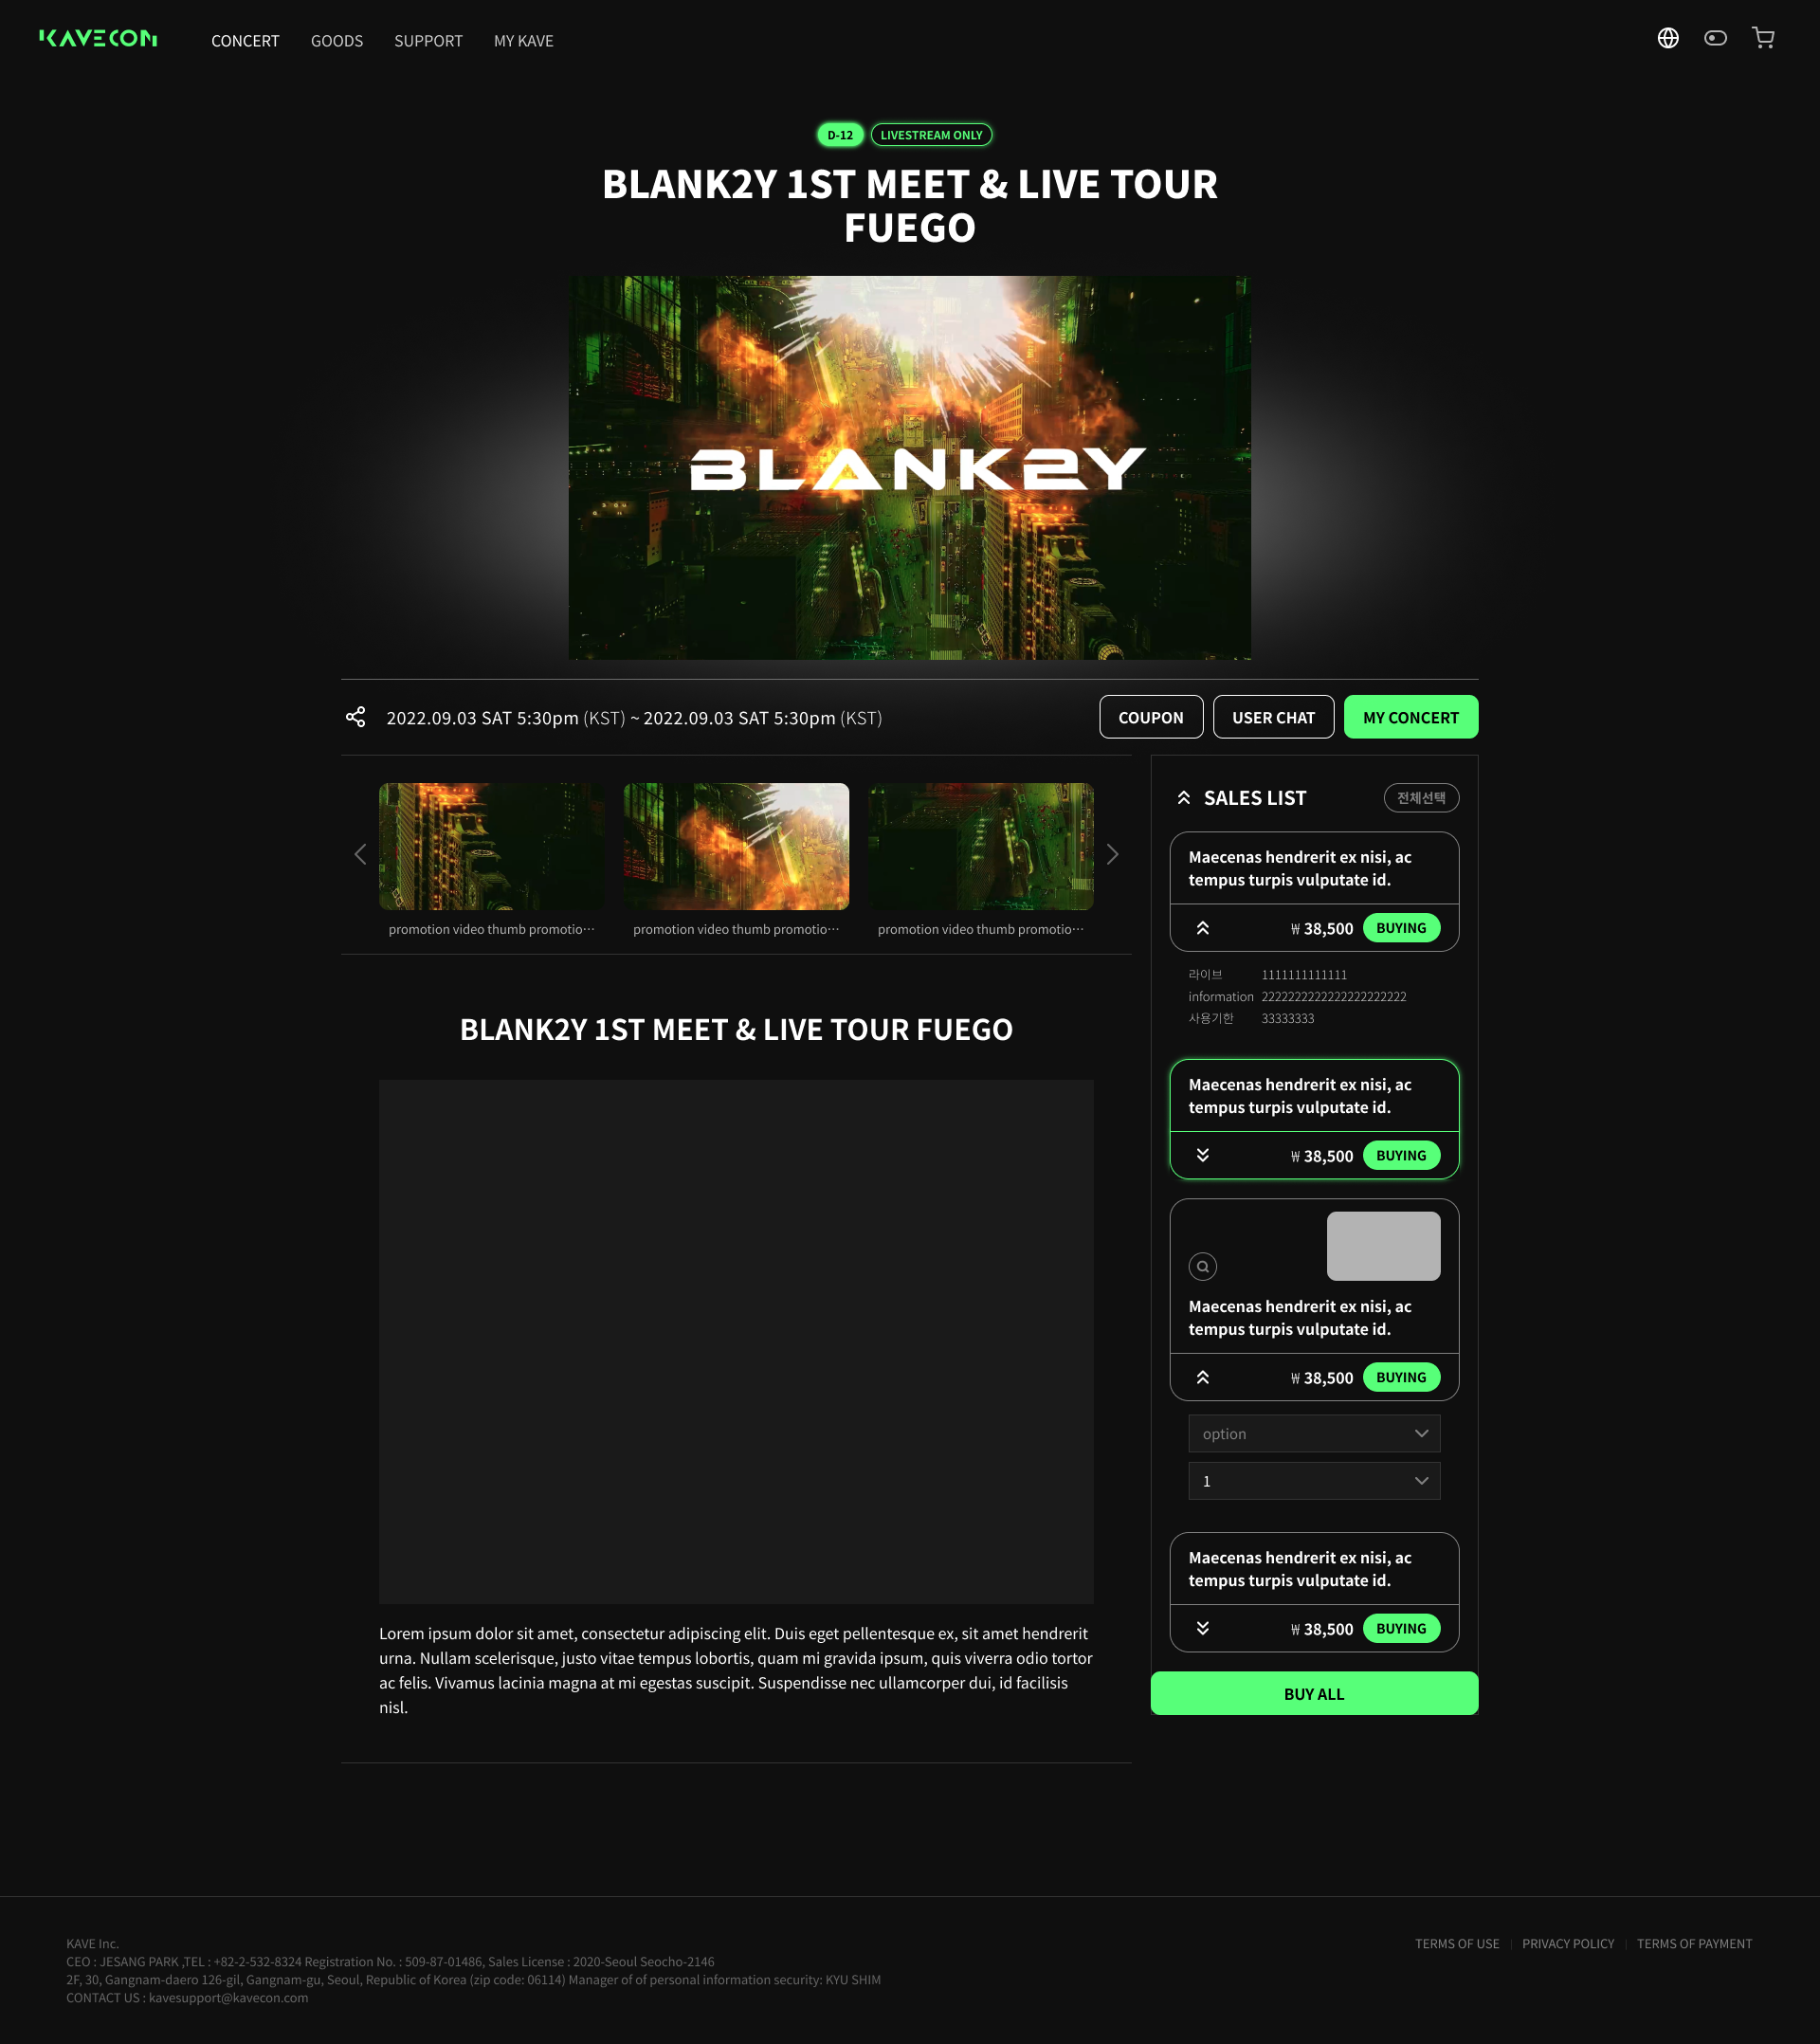 KAVECON
CONCERT GOODS SUPPORT MY KAVE
D-12 LIVESTREAM ONLY
BLANK2Y 1ST MEET & LIVE TOUR
FUEGO
BLANK2Y
2022.09.03 SAT 5:30pm (KST) ~ 2022.09.03 SAT 5:30pm (KST)
COUPON USER CHAT MY CONCERT
promotion video thumb promotio⋯
promotion video thumb promotio⋯
promotion video thumb promotio⋯
BLANK2Y 1ST MEET & LIVE TOUR FUEGO
Lorem ipsum dolor sit amet, consectetur adipiscing elit. Duis eget pellentesque ex, sit amet hendrerit
urna. Nullam scelerisque, justo vitae tempus lobortis, quam mi gravida ipsum, quis viverra odio tortor
ac felis. Vivamus lacinia magna at mi egestas suscipit. Suspendisse nec ullamcorper dui, id facilisis
nisl.
SALES LIST 전체선택
Maecenas hendrerit ex nisi, ac
tempus turpis vulputate id.
₩ 38,500 BUYING
라이브 1111111111111
information 2222222222222222222222
사용기한 33333333
Maecenas hendrerit ex nisi, ac
tempus turpis vulputate id.
₩ 38,500 BUYING
Maecenas hendrerit ex nisi, ac
tempus turpis vulputate id.
₩ 38,500 BUYING
option
1
Maecenas hendrerit ex nisi, ac
tempus turpis vulputate id.
₩ 38,500 BUYING
BUY ALL
KAVE Inc.
CEO : JESANG PARK ,TEL : +82-2-532-8324 Registration No. : 509-87-01486, Sales License : 2020-Seoul Seocho-2146
2F, 30, Gangnam-daero 126-gil, Gangnam-gu, Seoul, Republic of Korea (zip code: 06114) Manager of of personal information security: KYU SHIM
CONTACT US : kavesupport@kavecon.com
TERMS OF USE | PRIVACY POLICY | TERMS OF PAYMENT